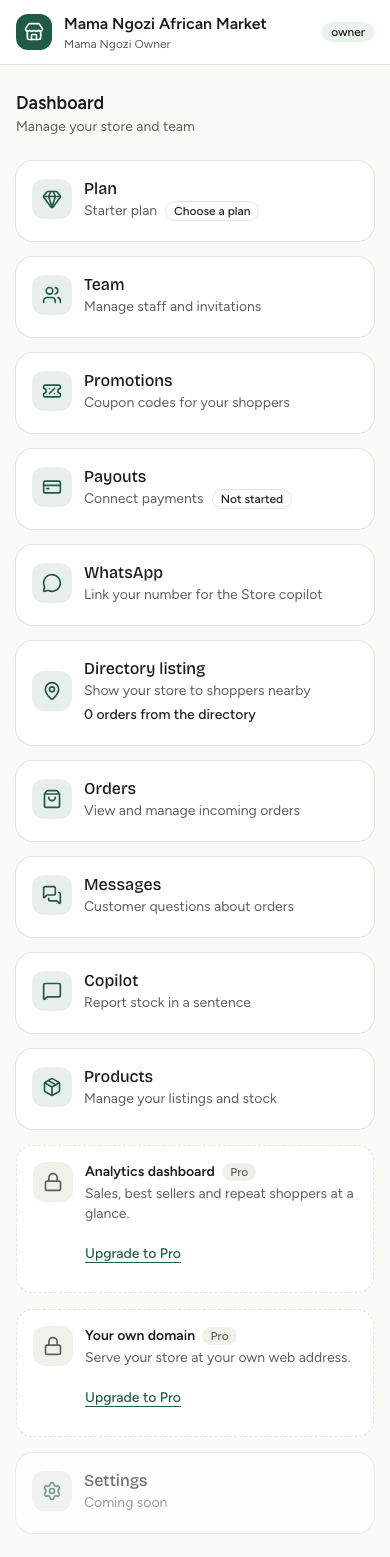 Mama Ngozi African Market
Mama Ngozi Owner
owner
Dashboard
Manage your store and team
Plan
Starter plan Choose a plan
Team
Manage staff and invitations
Promotions
Coupon codes for your shoppers
Payouts
Connect payments Not started
WhatsApp
Link your number for the Store copilot
Directory listing
Show your store to shoppers nearby
0 orders from the directory
Orders
View and manage incoming orders
Messages
Customer questions about orders
Copilot
Report stock in a sentence
Products
Manage your listings and stock
Analytics dashboard Pro
Sales, best sellers and repeat shoppers at a
glance.
Upgrade to Pro
Your own domain Pro
Serve your store at your own web address.
Upgrade to Pro
Settings
Coming soon